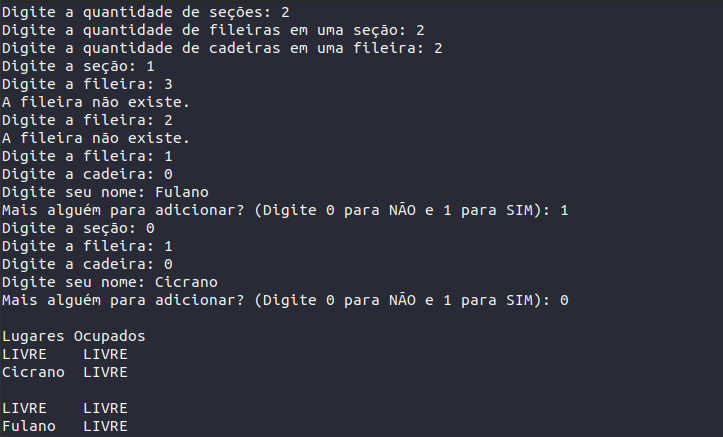 Digite a quantidade de seções: 2
Digite a quantidade de fileiras em uma seção: 2
Digite a quantidade de cadeiras em uma fileira: 2
Digite a seção: 1
Digite a fileira: 3
A fileira não existe.
Digite a fileira: 2
A fileira não existe.
Digite a fileira: 1
Digite a cadeira: 0
Digite seu nome: Fulano
Mais alguém para adicionar? (Digite 0 para NÃO e 1 para SIM): 1
Digite a seção: 0
Digite a fileira: 1
Digite a cadeira: 0
Digite seu nome: Cicrano
Mais alguém para adicionar? (Digite 0 para NÃO e 1 para SIM): 0

Lugares Ocupados
LIVRE    LIVRE
Cicrano  LIVRE

LIVRE    LIVRE
Fulano   LIVRE